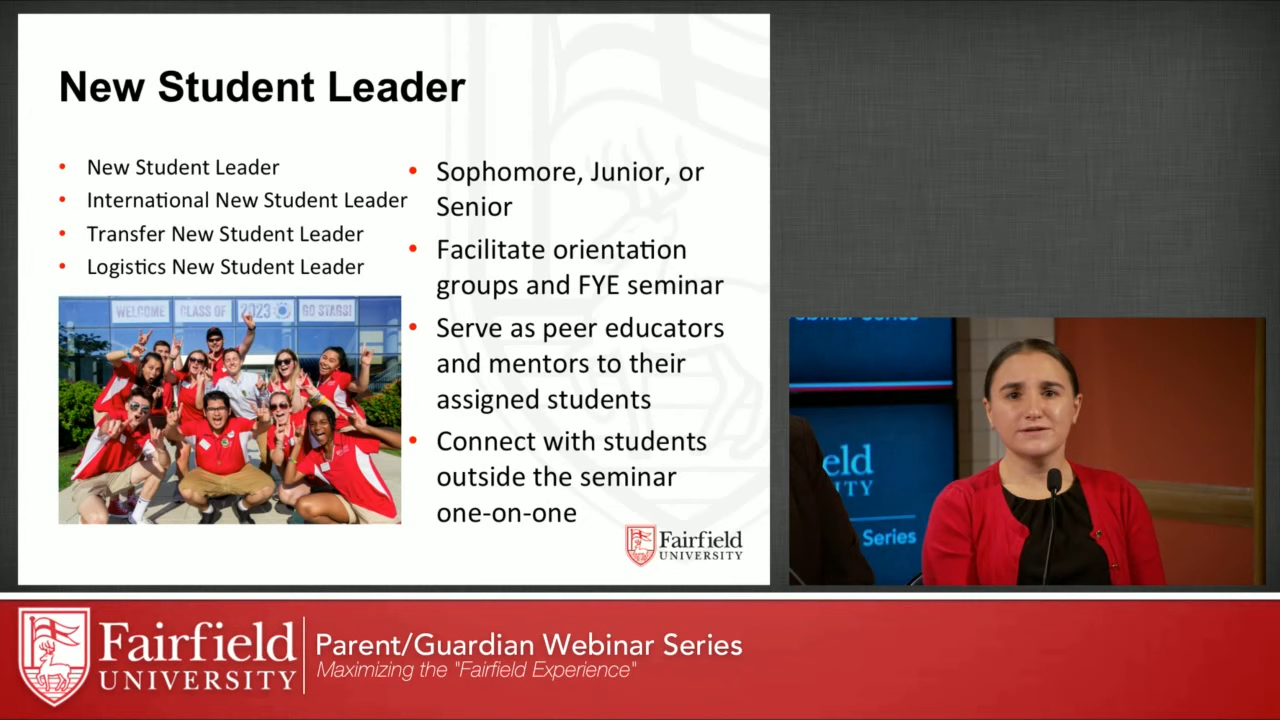 New Student Leader
• New Student Leader
• International New Student Leader
• Transfer New Student Leader
• Logistics New Student Leader
WELCOME CLASS OF 2023 GO STAGS!
• Sophomore, Junior, or
Senior
• Facilitate orientation
groups and FYE seminar
• Serve as peer educators
and mentors to their
assigned students
• Connect with students
outside the seminar
one-on-one
Fairfield
UNIVERSITY
Series
Fairfield
UNIVERSITY
Parent/Guardian Webinar Series
Maximizing the "Fairfield Experience"